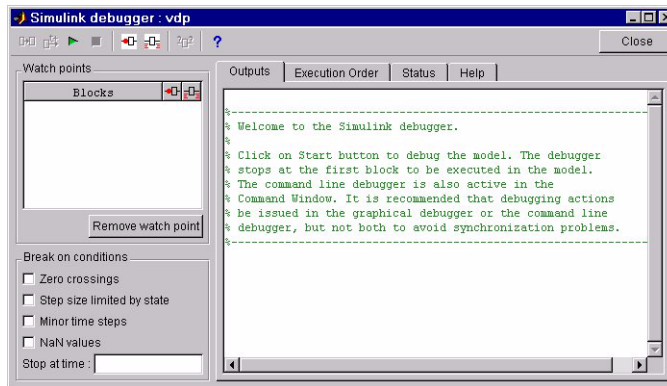 Simulink debugger : vdp
?
Close
Watch points
Blocks
Remove watch point
Break on conditions
Zero crossings
Step size limited by state
Minor time steps
NaN values
Stop at time :
Outputs
Execution Order
Status
Help
%----------------------------------------------------------------
% Welcome to the Simulink debugger.
%
% Click on Start button to debug the model. The debugger
% stops at the first block to be executed in the model.
% The command line debugger is also active in the
% Command Window. It is recommended that debugging actions
% be issued in the graphical debugger or the command line
% debugger, but not both to avoid synchronization problems.
%----------------------------------------------------------------